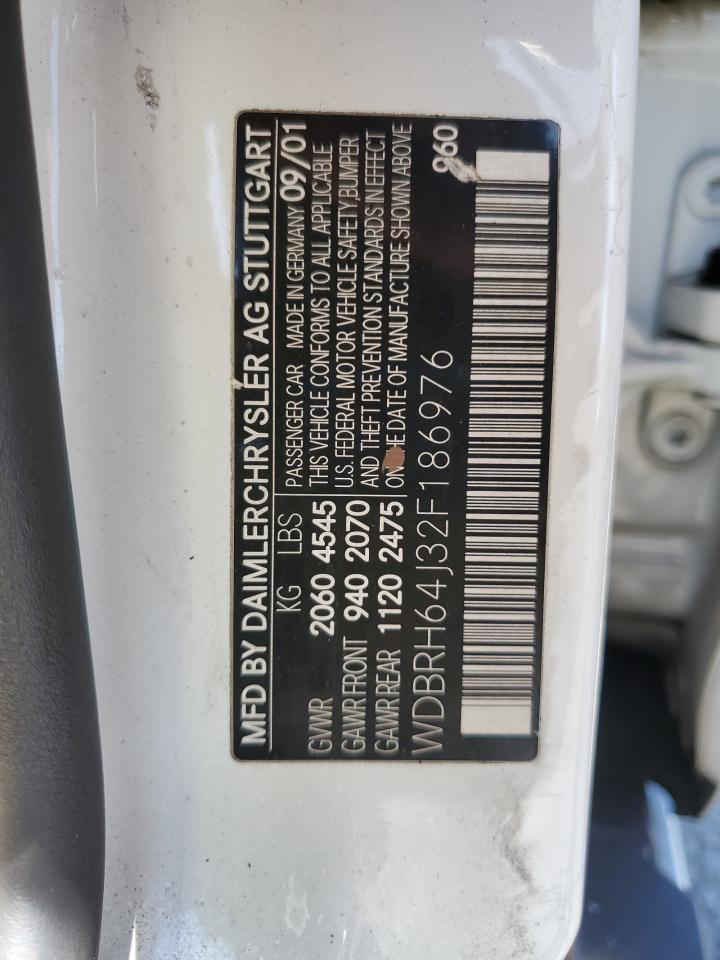 MFD BY DAIMLERCHRYSLER AG STUTTGART
KG LBS
GVWR 2060 4545
GAWR FRONT 940 2070
GAWR REAR 1120 2475
PASSENGER CAR MADE IN GERMANY 09/01
THIS VEHICLE CONFORMS TO ALL APPLICABLE
U.S. FEDERAL MOTOR VEHICLE SAFETY,BUMPER
AND THEFT PREVENTION STANDARDS IN EFFECT
ON THE DATE OF MANUFACTURE SHOWN ABOVE
WDBRH64J32F186976
960